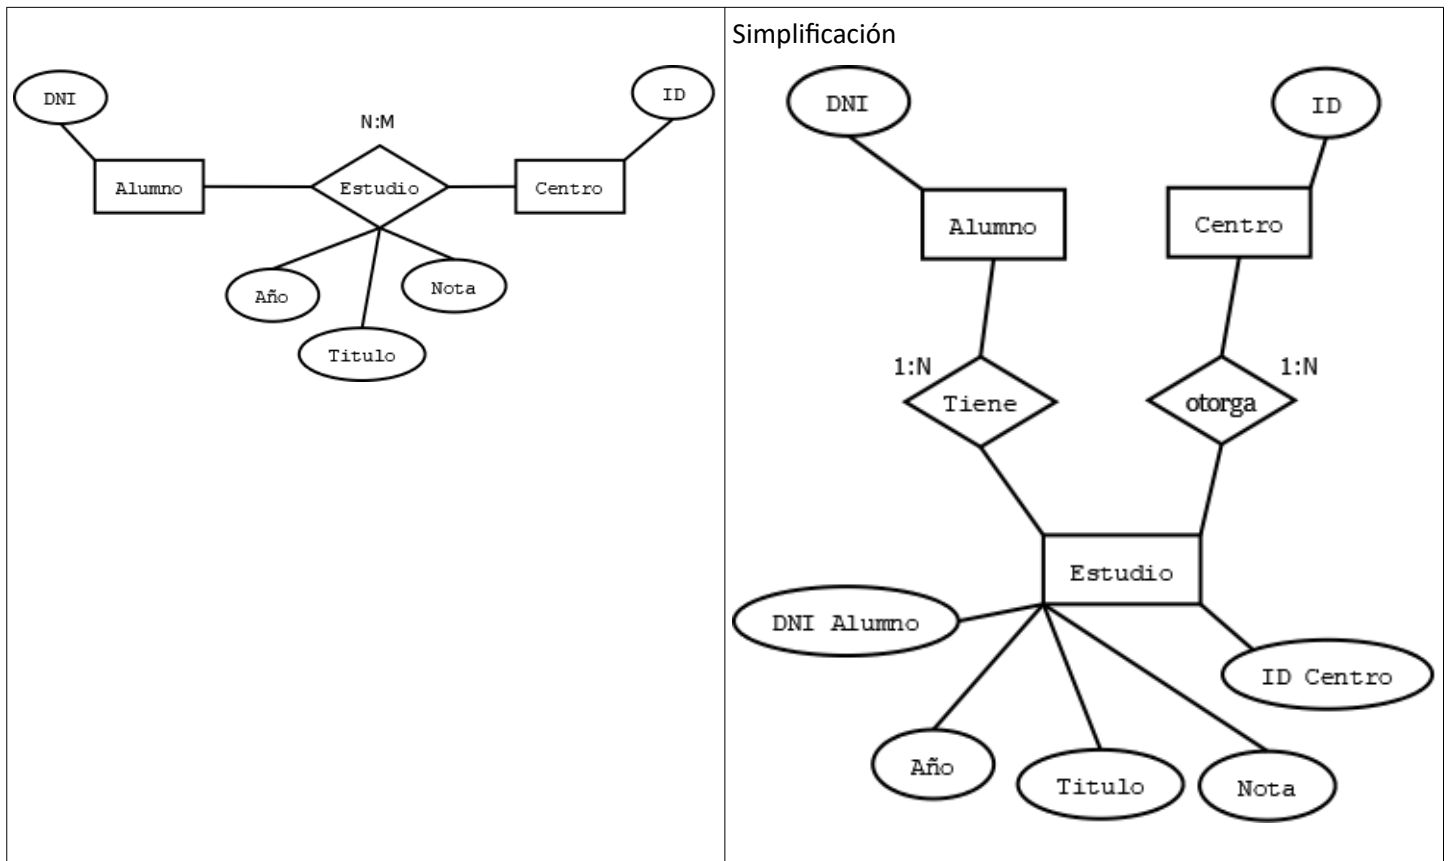 DNI
ID
N:M
Alumno
Estudio
Centro
Año
Nota
Titulo
Simplificación
DNI
ID
Alumno
Centro
1:N
1:N
Tiene
otorga
Estudio
DNI Alumno
ID Centro
Año
Titulo
Nota